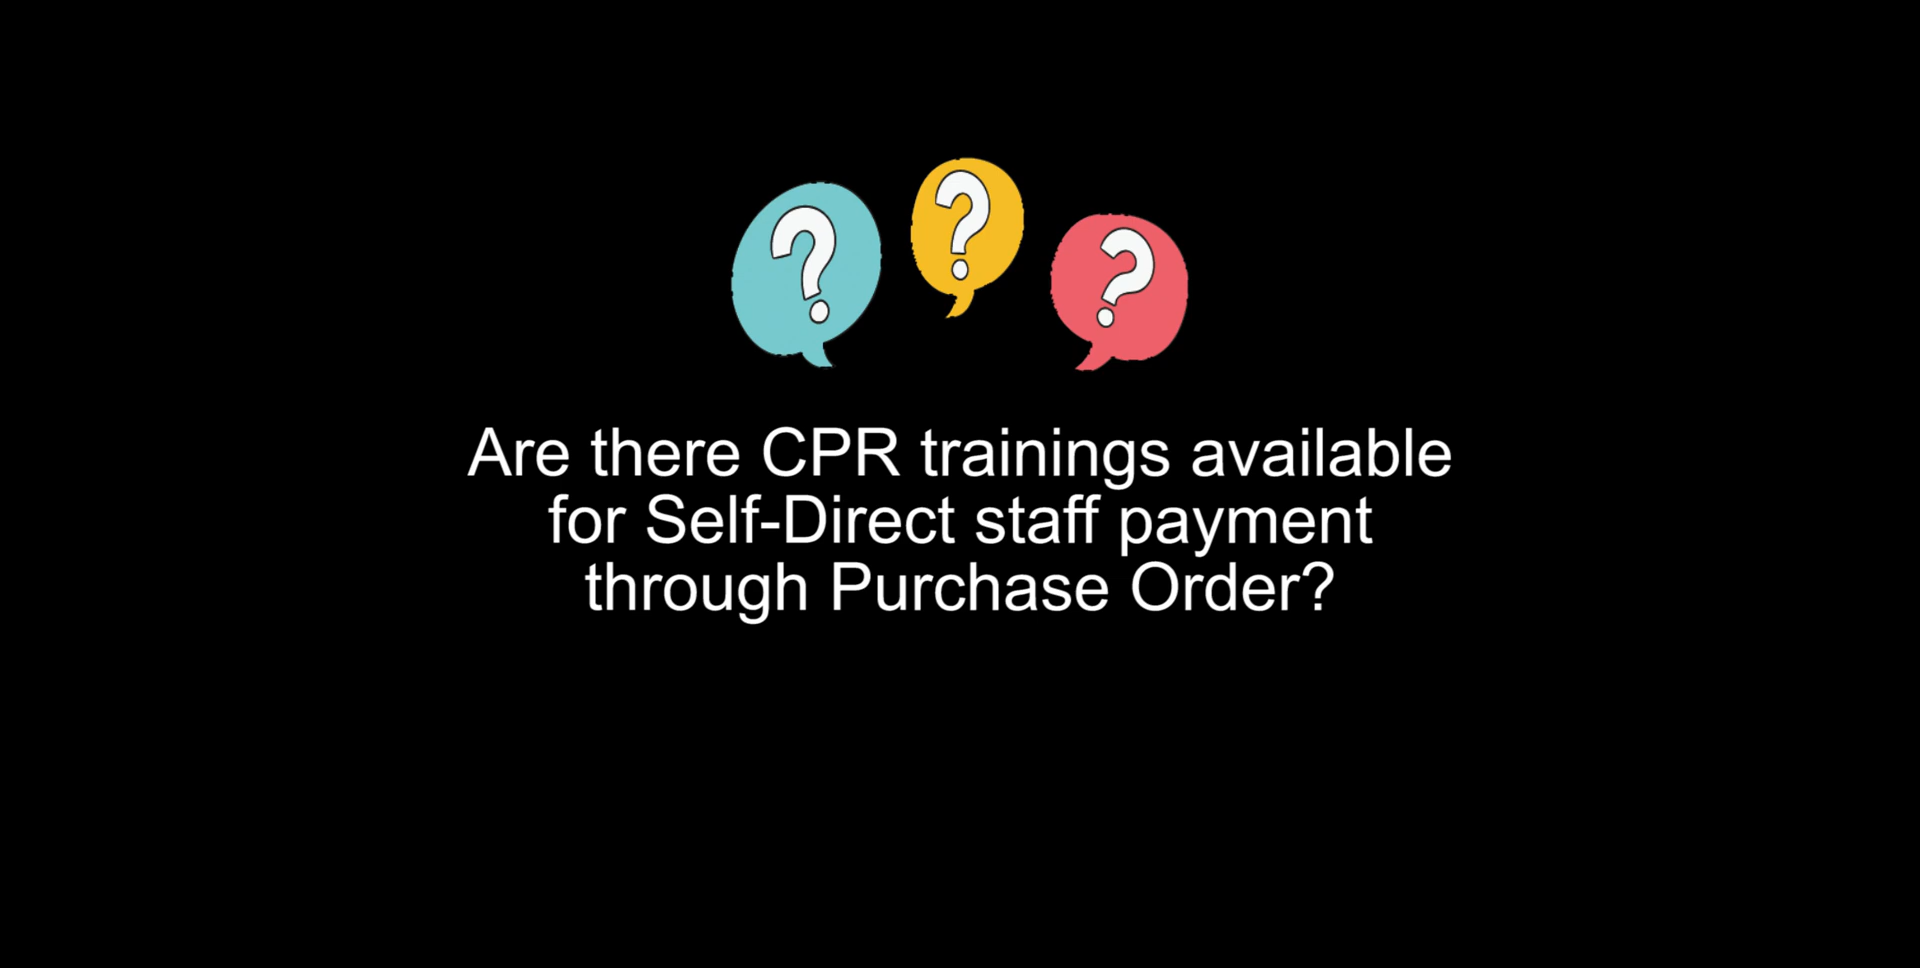 Are there CPR trainings available
for Self-Direct staff payment
through Purchase Order?